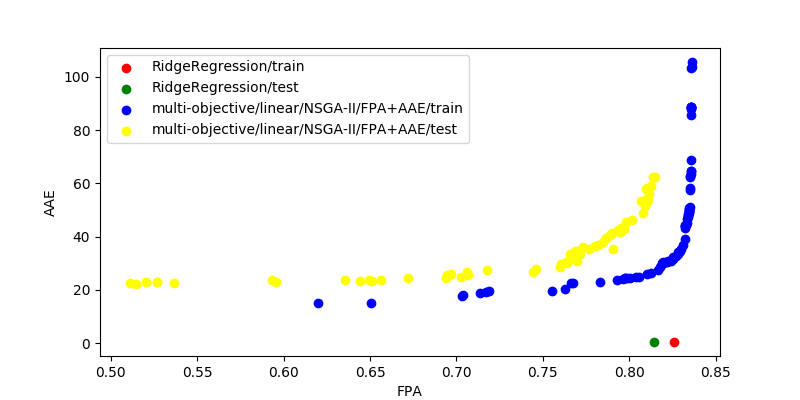 RidgeRegression/train
RidgeRegression/test
multi-objective/linear/NSGA-II/FPA+AAE/train
multi-objective/linear/NSGA-II/FPA+AAE/test
100
80
60
40
20
0
AAE
0.50 0.55 0.60 0.65 0.70 0.75 0.80 0.85
FPA